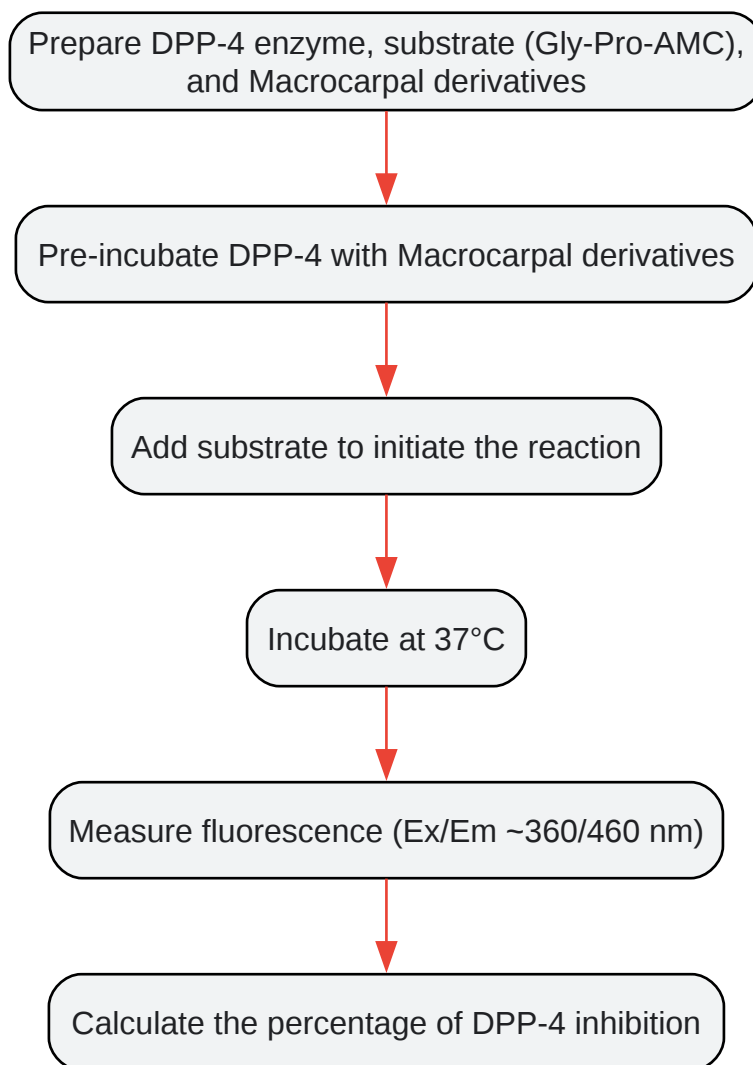 Prepare DPP-4 enzyme, substrate (Gly-Pro-AMC),
and Macrocarpal derivatives
Pre-incubate DPP-4 with Macrocarpal derivatives
Add substrate to initiate the reaction
Incubate at 37°C
Measure fluorescence (Ex/Em ~360/460 nm)
Calculate the percentage of DPP-4 inhibition